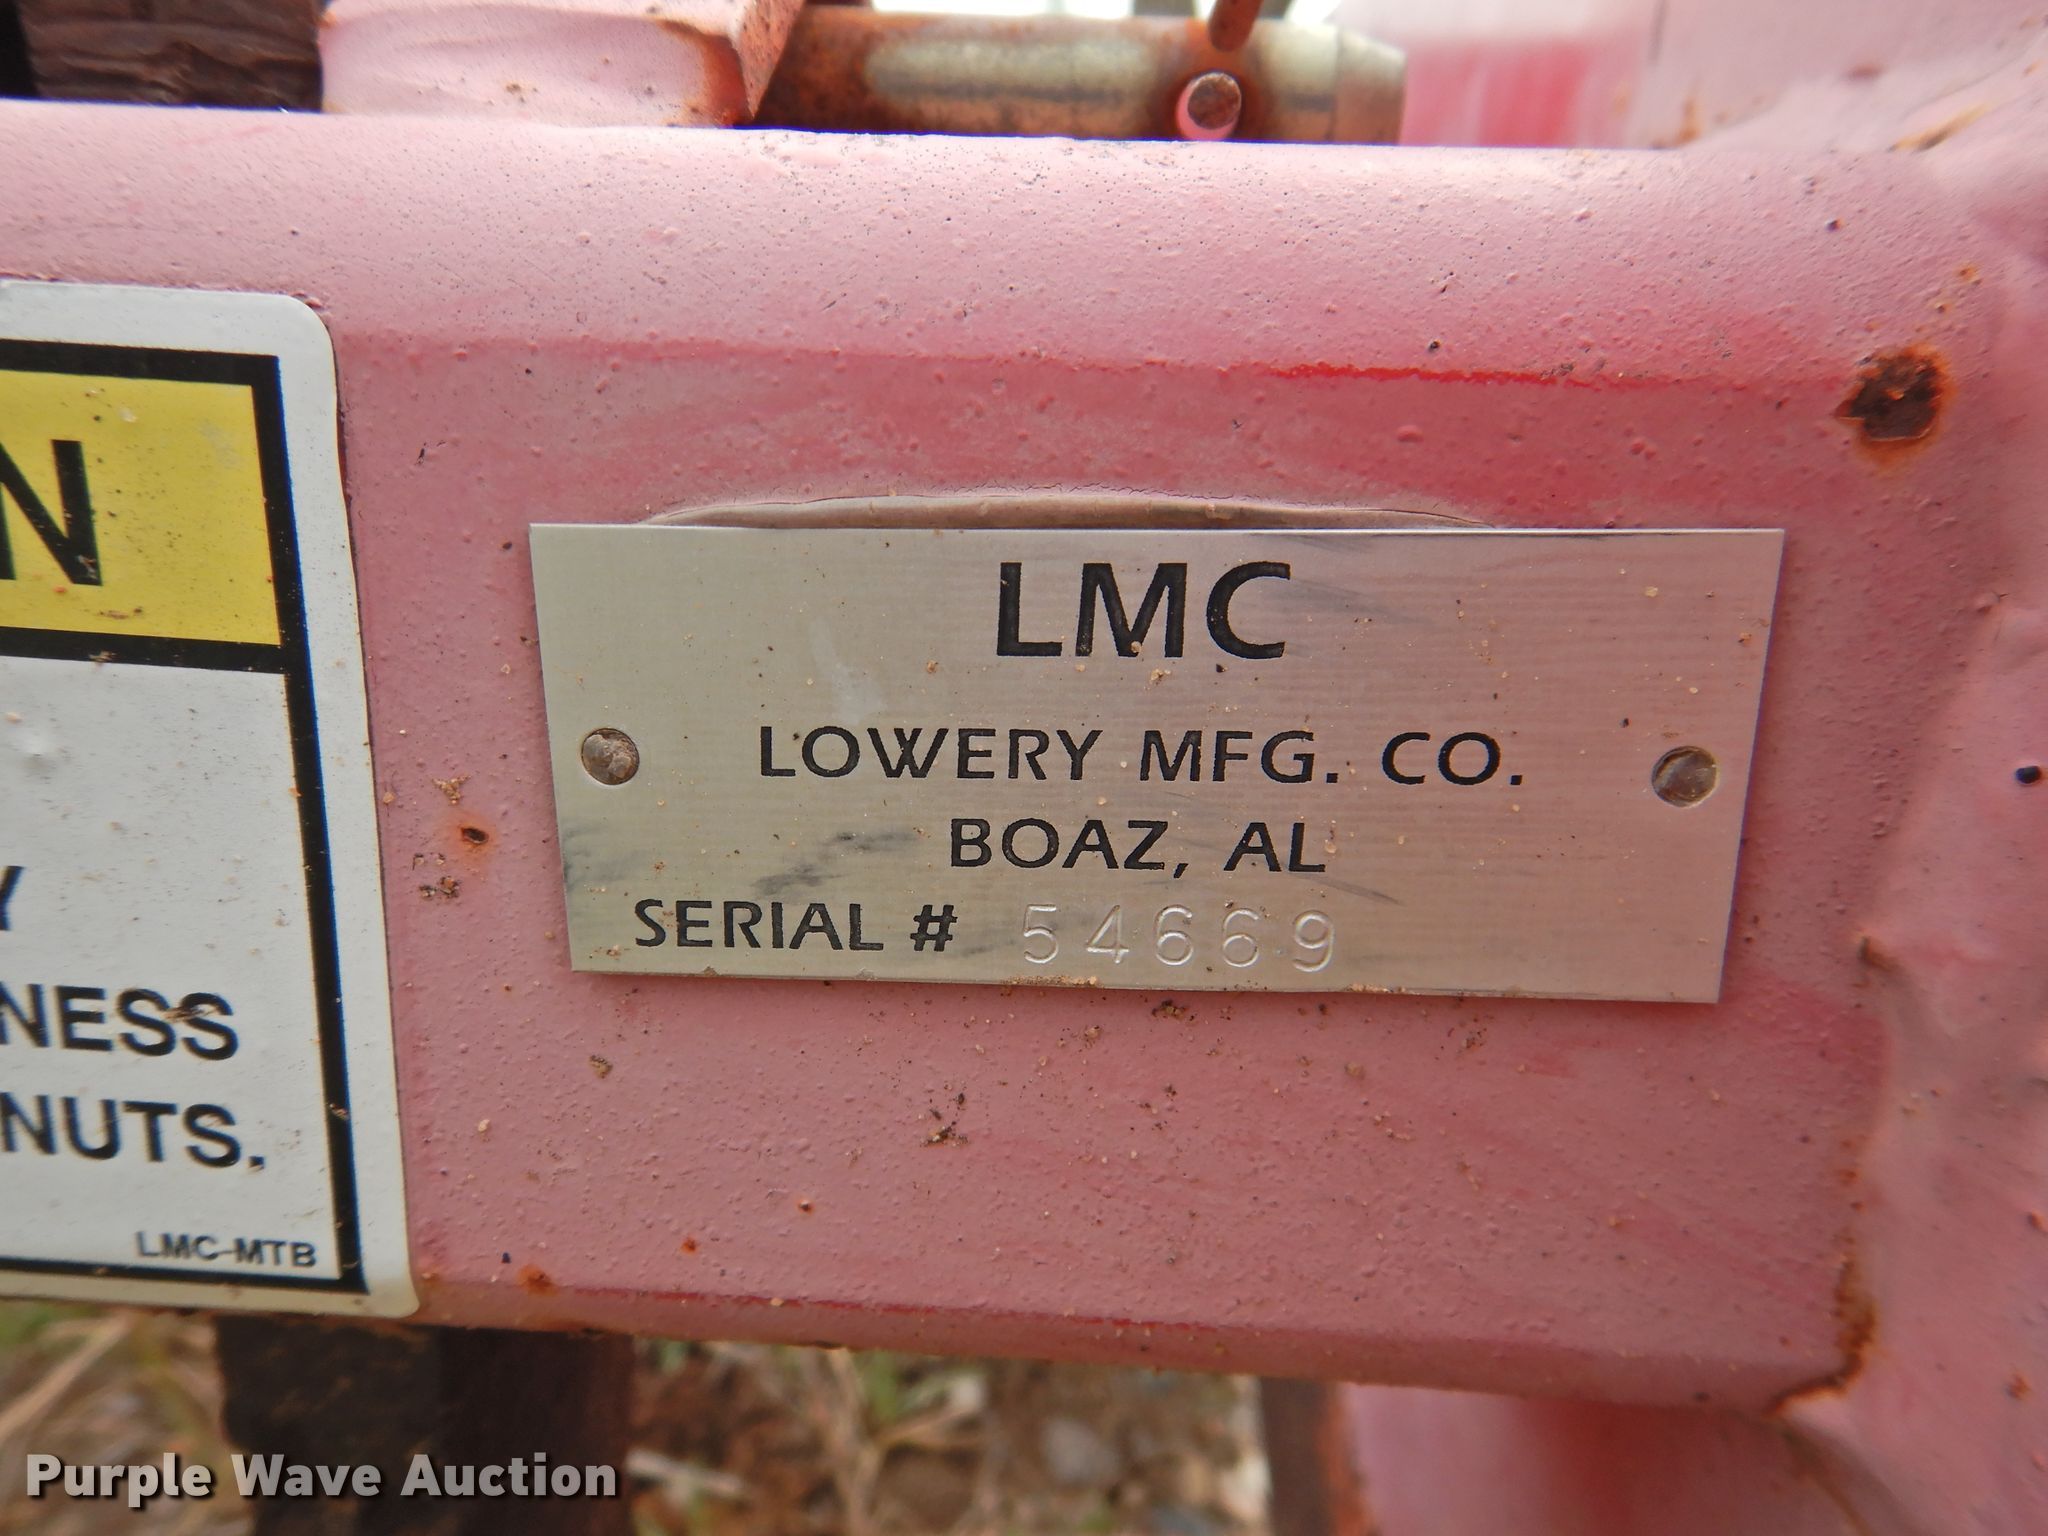 N
Y
NESS
NUTS.
LMC-MTB
LMC
LOWERY MFG. CO.
BOAZ, AL
SERIAL # 54669
Purple Wave Auction